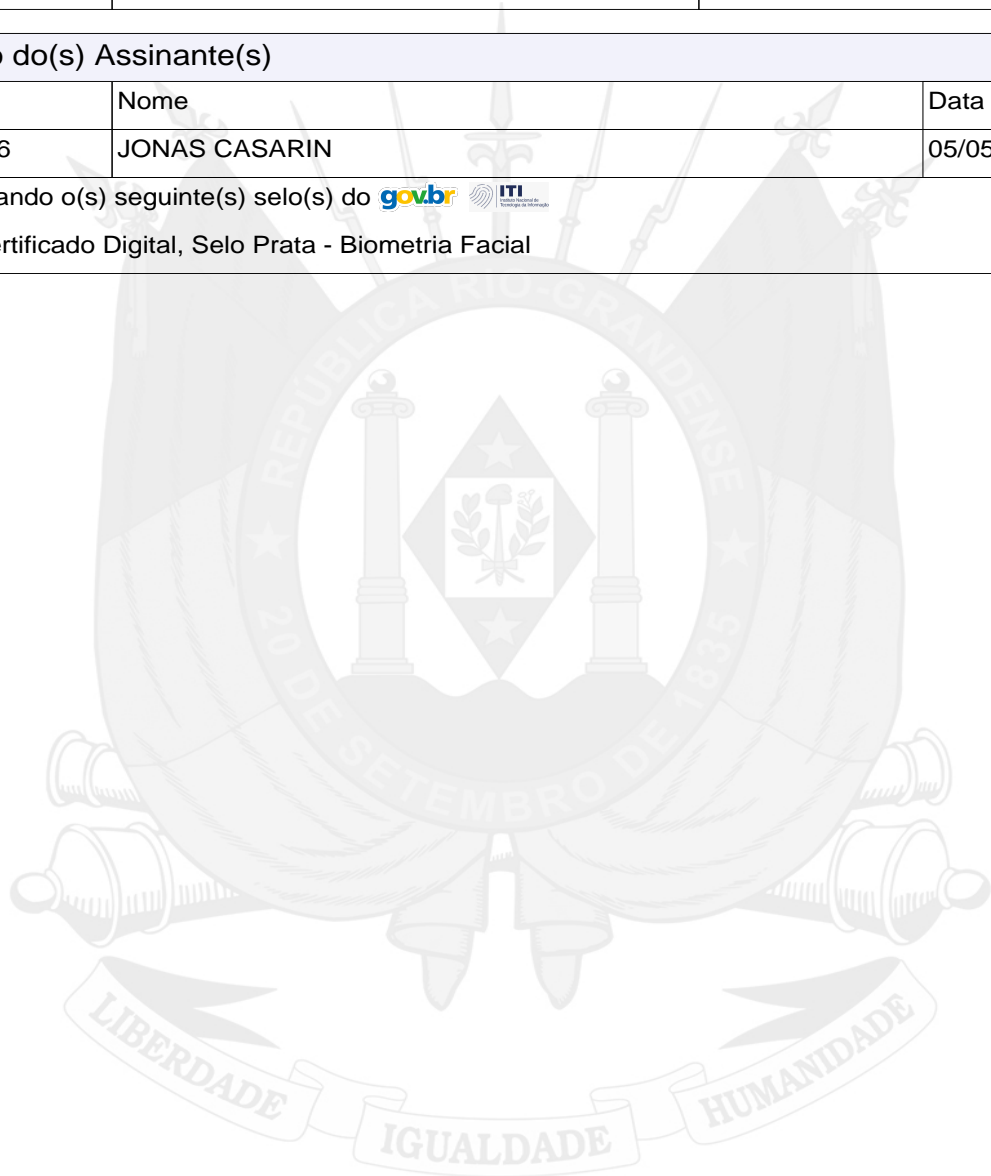 o do(s) Assinante(s)
Nome Data
6 JONAS CASARIN 05/05
ando o(s) seguinte(s) selo(s) do gov.br ITI
ertificado Digital, Selo Prata - Biometria Facial
REPÚBLICA RIO-GRANDENSE
20 DE SETEMBRO DE 1835
LIBERDADE IGUALDADE HUMANIDADE